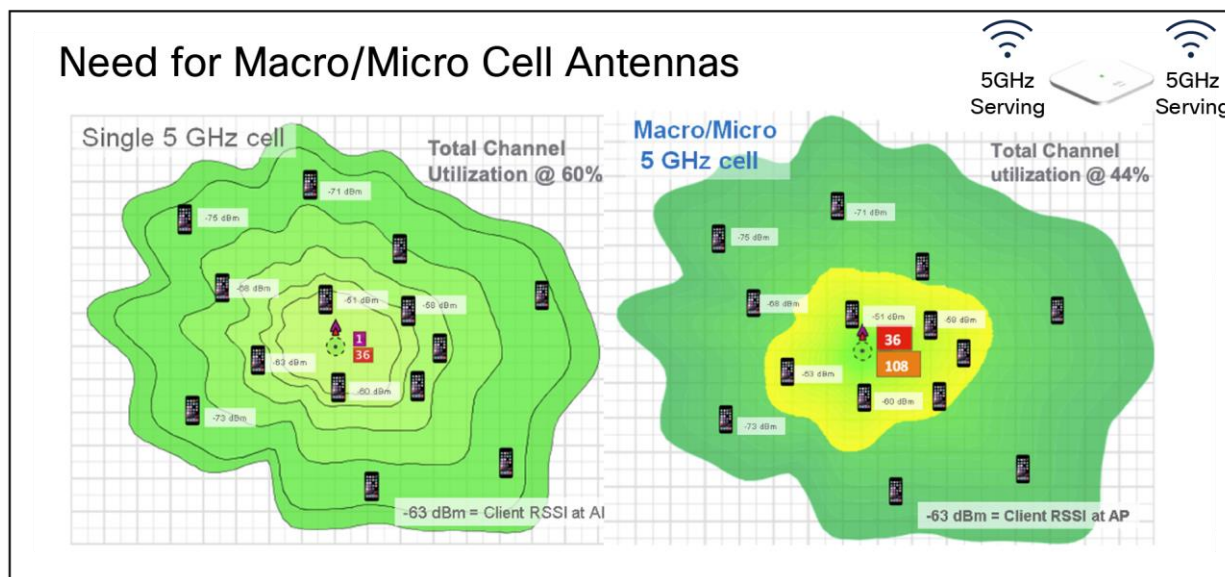 Need for Macro/Micro Cell Antennas
5GHz
Serving
5GHz
Serving
Single 5 GHz cell
Total Channel
Utilization @ 60%
-71 dBm
-75 dBm
-68 dBm
-51 dBm
-58 dBm
1
36
-63 dBm
-60 dBm
-73 dBm
-63 dBm = Client RSSI at
Macro/Micro
5 GHz cell
Total Channel
utilization @ 44%
-71 dBm
-75 dBm
-68 dBm
-51 dBm
-58 dBm
36
108
-63 dBm
-60 dBm
-73 dBm
-63 dBm = Client RSSI at AP